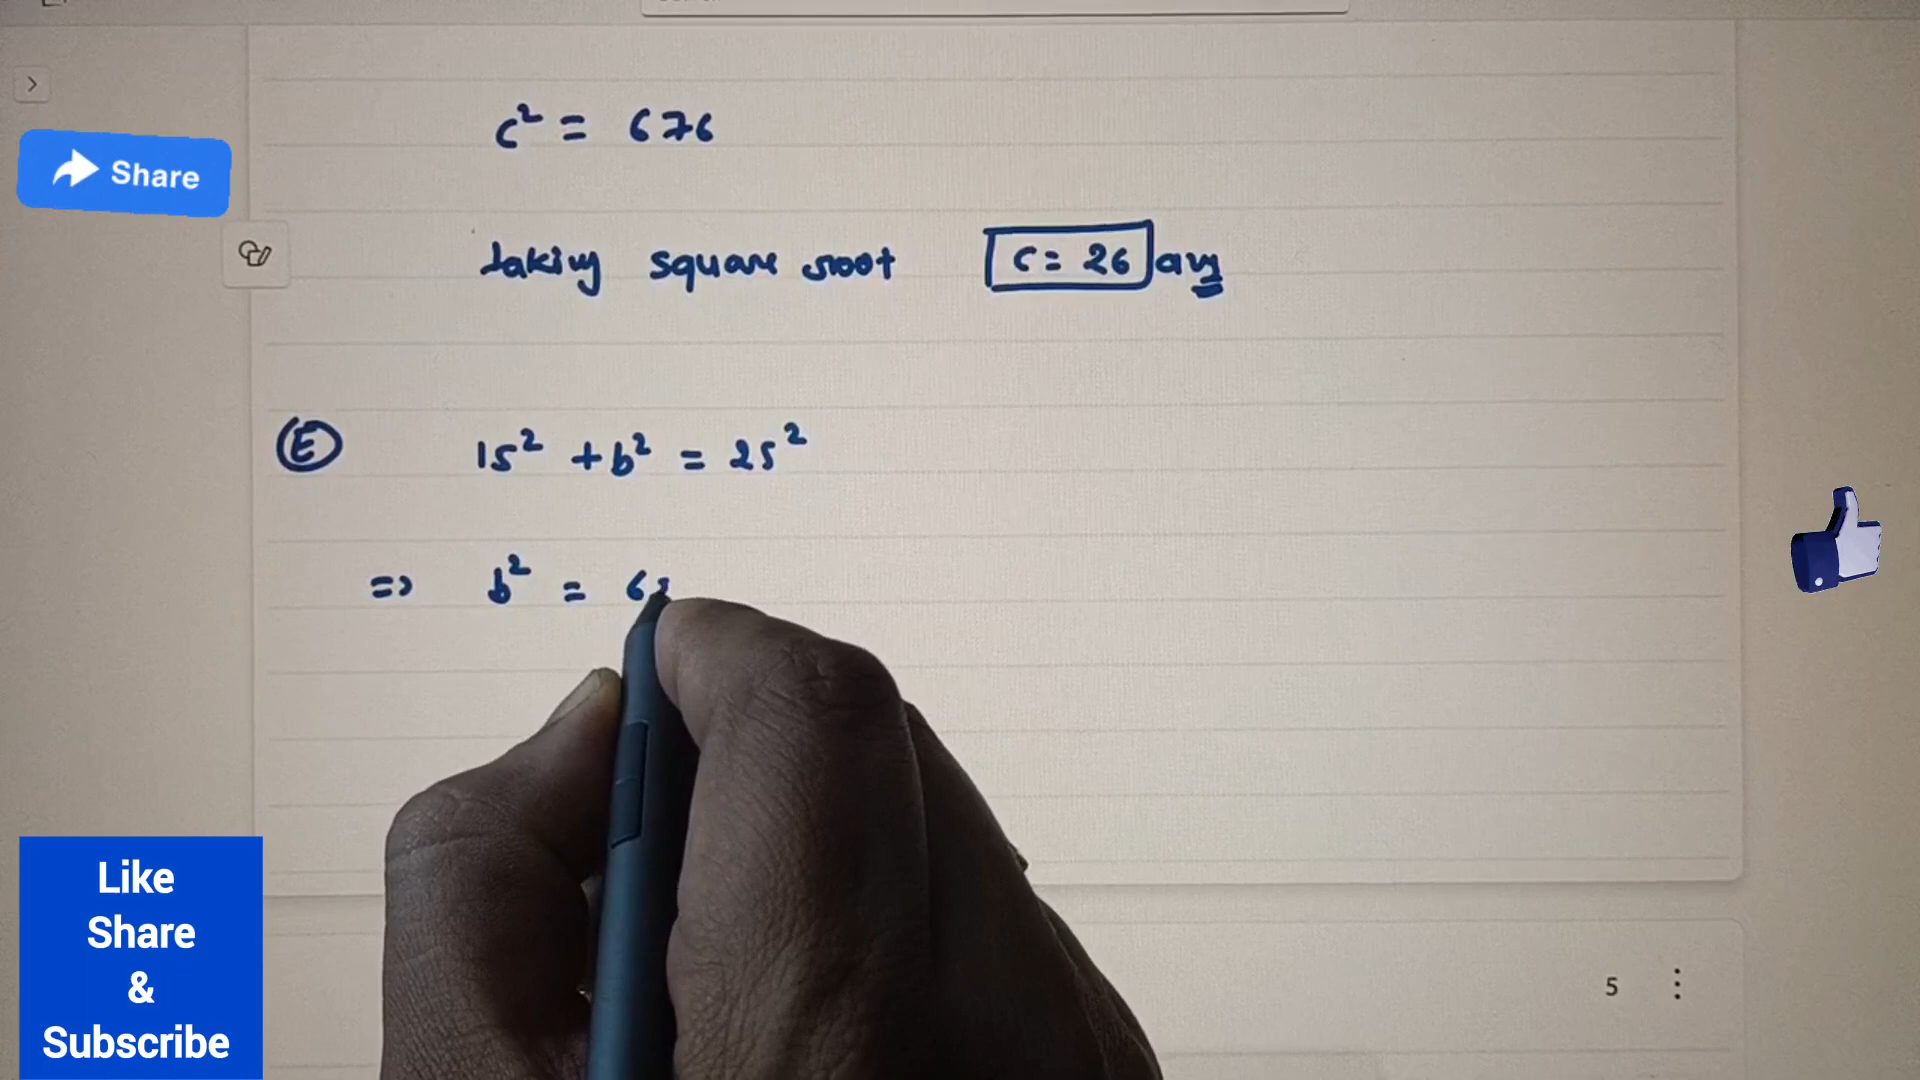 c² = 676
Share
taking square root c = 26 ans
E 15² + b² = 25²
=> b² = 6
Like
Share
&
Subscribe
5